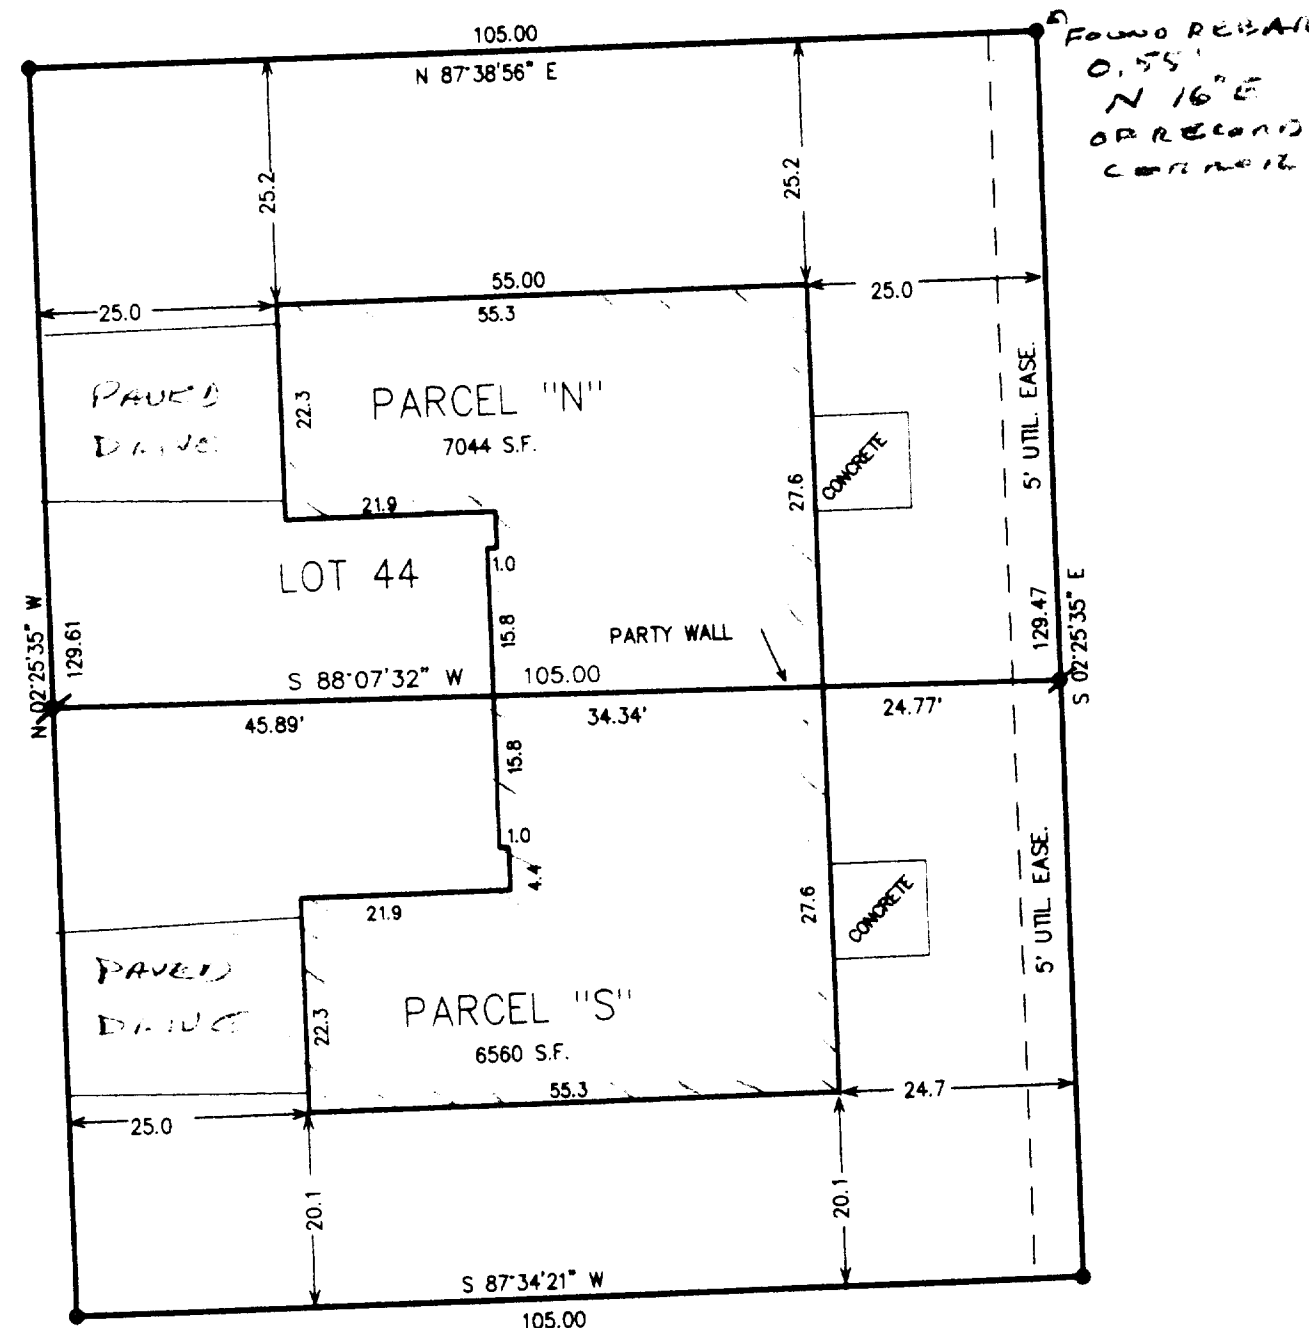 105.00
N 87°38'56" E
FOUND REBAR
0.55'
N 16° E
OF RECORD
CORNER
25.2
25.2
55.00
55.3
25.0
25.0
PAVED
DRIVE
22.3
PARCEL "N"
7044 S.F.
27.6
CONCRETE
5' UTIL. EASE.
21.9
1.0
LOT 44
15.8
PARTY WALL
N 02°25'35" W
129.61
129.47
S 02°25'35" E
S 88°07'32" W 105.00
45.89'
34.34'
24.77'
15.8
1.0
4.4
21.9
27.6
CONCRETE
5' UTIL. EASE.
PAVED
DRIVE
22.3
PARCEL "S"
6560 S.F.
55.3
24.7
25.0
20.1
20.1
S 87°34'21" W
105.00